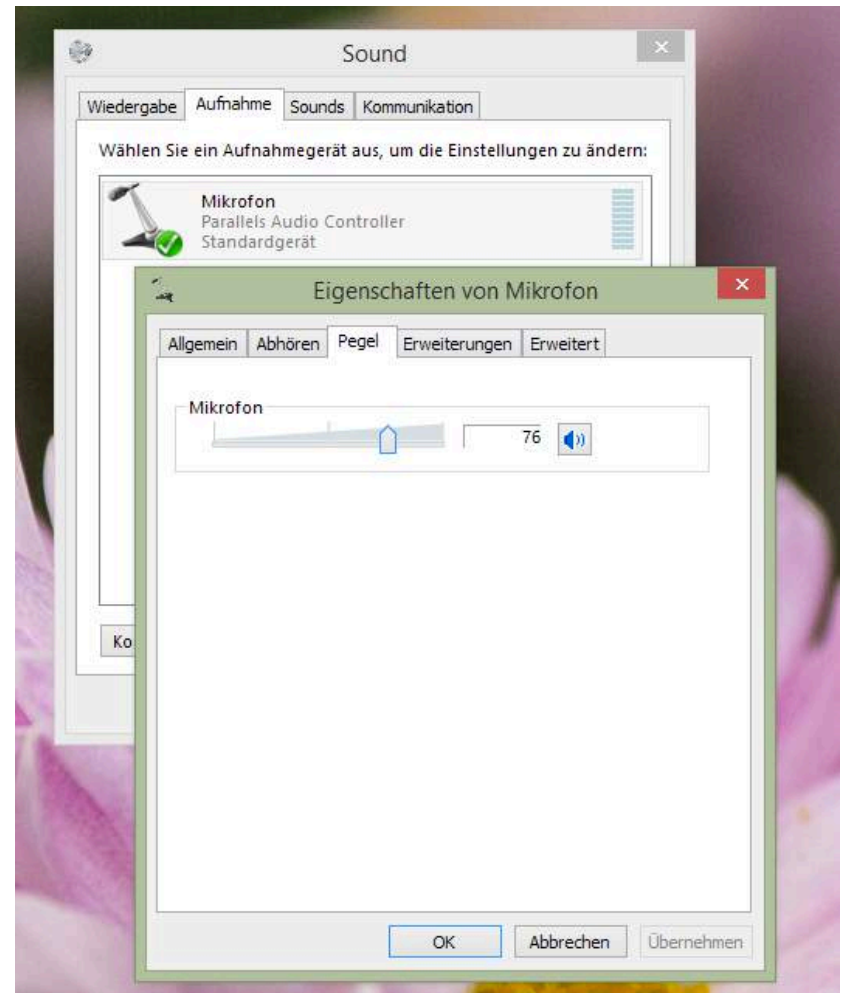 Sound
Wiedergabe Aufnahme Sounds Kommunikation
Wählen Sie ein Aufnahmegerät aus, um die Einstellungen zu ändern:
Mikrofon
Parallels Audio Controller
Standardgerät
Eigenschaften von Mikrofon
Allgemein Abhören Pegel Erweiterungen Erweitert
Mikrofon
76
Ko
OK Abbrechen Übernehmen